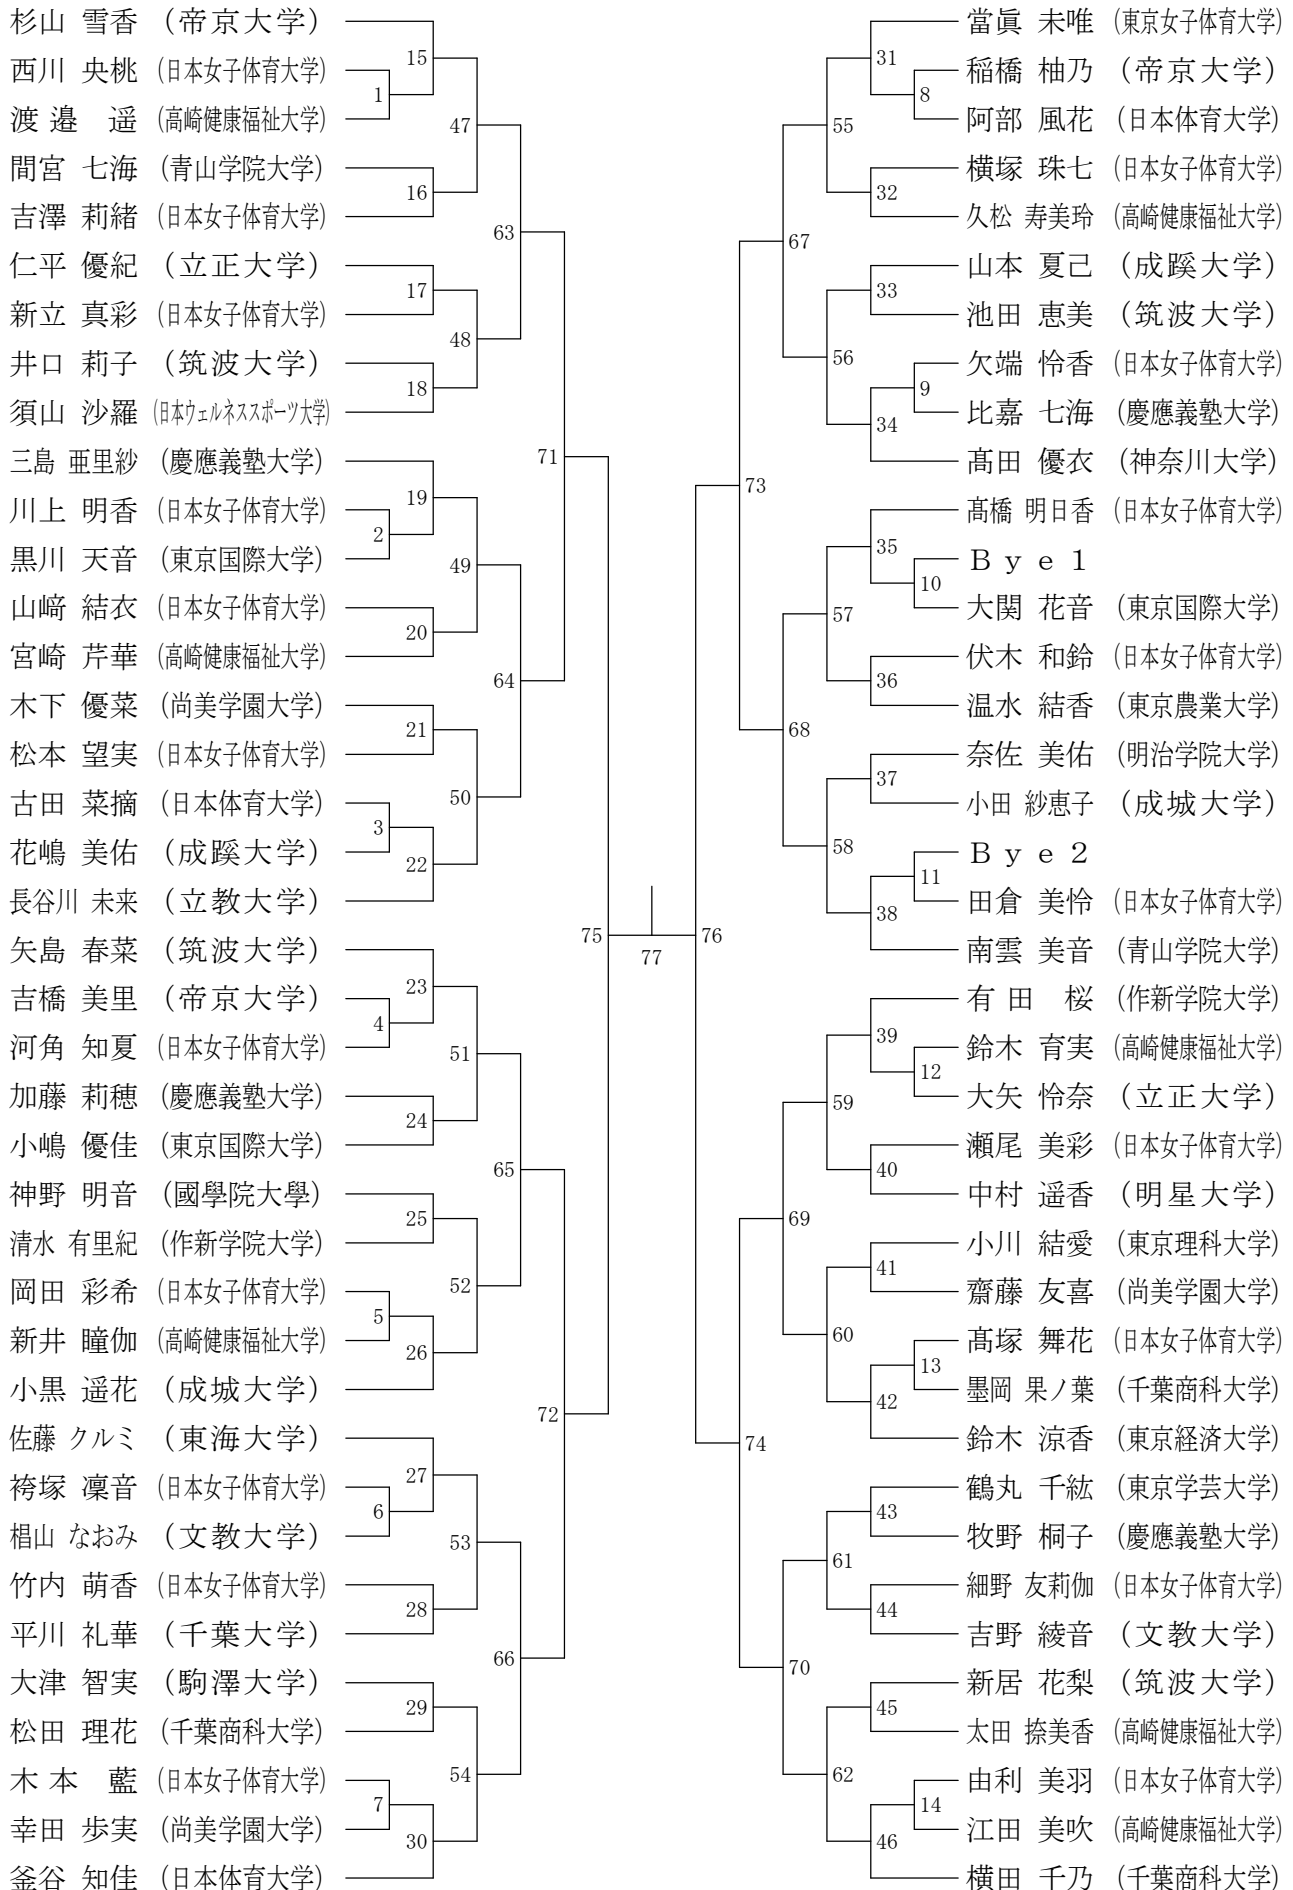 杉山 雪香 (帝京大学)
西川 央桃 (日本女子体育大学)
渡邉 遥 (高崎健康福祉大学)
間宮 七海 (青山学院大学)
吉澤 莉緒 (日本女子体育大学)
仁平 優紀 (立正大学)
新立 真彩 (日本女子体育大学)
井口 莉子 (筑波大学)
須山 沙羅 (日本ウェルネススポーツ大学)
三島 亜里紗 (慶應義塾大学)
川上 明香 (日本女子体育大学)
黒川 天音 (東京国際大学)
山﨑 結衣 (日本女子体育大学)
宮崎 芹華 (高崎健康福祉大学)
木下 優菜 (尚美学園大学)
松本 望実 (日本女子体育大学)
古田 菜摘 (日本体育大学)
花嶋 美佑 (成蹊大学)
長谷川 未来 (立教大学)
矢島 春菜 (筑波大学)
吉橋 美里 (帝京大学)
河角 知夏 (日本女子体育大学)
加藤 莉穂 (慶應義塾大学)
小嶋 優佳 (東京国際大学)
神野 明音 (國學院大學)
清水 有里紀 (作新学院大学)
岡田 彩希 (日本女子体育大学)
新井 瞳伽 (高崎健康福祉大学)
小黒 遥花 (成城大学)
佐藤 クルミ (東海大学)
袴塚 凜音 (日本女子体育大学)
椙山 なおみ (文教大学)
竹内 萌香 (日本女子体育大学)
平川 礼華 (千葉大学)
大津 智実 (駒澤大学)
松田 理花 (千葉商科大学)
木本 藍 (日本女子体育大学)
幸田 歩実 (尚美学園大学)
釜谷 知佳 (日本体育大学)
1
2
3
4
5
6
7
15
16
17
18
19
20
21
22
23
24
25
26
27
28
29
30
47
48
49
50
51
52
53
54
63
64
65
66
71
72
75
77
76
73
74
67
68
69
70
55
56
57
58
59
60
61
62
31
32
33
34
35
36
37
38
39
40
41
42
43
44
45
46
8
9
10
11
12
13
14
當眞 未唯 (東京女子体育大学)
稲橋 柚乃 (帝京大学)
阿部 風花 (日本体育大学)
横塚 珠七 (日本女子体育大学)
久松 寿美玲 (高崎健康福祉大学)
山本 夏己 (成蹊大学)
池田 恵美 (筑波大学)
欠端 怜香 (日本女子体育大学)
比嘉 七海 (慶應義塾大学)
髙田 優衣 (神奈川大学)
髙橋 明日香 (日本女子体育大学)
Bye1
大関 花音 (東京国際大学)
伏木 和鈴 (日本女子体育大学)
温水 結香 (東京農業大学)
奈佐 美佑 (明治学院大学)
小田 紗恵子 (成城大学)
Bye2
田倉 美怜 (日本女子体育大学)
南雲 美音 (青山学院大学)
有田 桜 (作新学院大学)
鈴木 育実 (高崎健康福祉大学)
大矢 怜奈 (立正大学)
瀬尾 美彩 (日本女子体育大学)
中村 遥香 (明星大学)
小川 結愛 (東京理科大学)
齋藤 友喜 (尚美学園大学)
髙塚 舞花 (日本女子体育大学)
墨岡 果ノ葉 (千葉商科大学)
鈴木 涼香 (東京経済大学)
鶴丸 千紘 (東京学芸大学)
牧野 桐子 (慶應義塾大学)
細野 友莉伽 (日本女子体育大学)
吉野 綾音 (文教大学)
新居 花梨 (筑波大学)
太田 捺美香 (高崎健康福祉大学)
由利 美羽 (日本女子体育大学)
江田 美吹 (高崎健康福祉大学)
横田 千乃 (千葉商科大学)